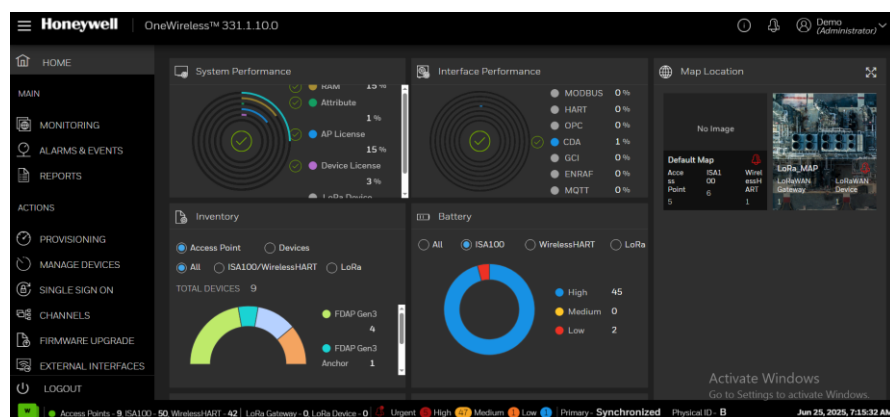 Honeywell | OneWireless™ 331.1.10.0
Demo
(Administrator)
HOME
MAIN
MONITORING
ALARMS & EVENTS
REPORTS
ACTIONS
PROVISIONING
MANAGE DEVICES
SINGLE SIGN ON
CHANNELS
FIRMWARE UPGRADE
EXTERNAL INTERFACES
LOGOUT
System Performance
RAM 15 %
Attribute
1 %
AP License
15 %
Device License
3 %
LoRa Device
Interface Performance
MODBUS 0 %
HART 0 %
OPC 0 %
CDA 1 %
GCI 0 %
ENRAF 0 %
MQTT 0 %
Map Location
No Image
Default Map
Acce
ss
Point
5
ISA1
00
6
Wirel
essH
ART
1
LoRa_MAP
LoRaWAN
Gateway
1
LoRaWAN
Device
1
Inventory
Access Point Devices
All ISA100/WirelessHART LoRa
TOTAL DEVICES 9
FDAP Gen3
4
FDAP Gen3
Anchor 1
Battery
All ISA100 WirelessHART LoRa
High 45
Medium 0
Low 2
Activate Windows
Go to Settings to activate Windows.
Access Points - 9, ISA100 - 50, WirelessHART - 42 | LoRa Gateway - 0, LoRa Device - 0 | Urgent High 47 Medium Low | Primary - Synchronized Physical ID - B Jun 25, 2025, 7:15:32 AM